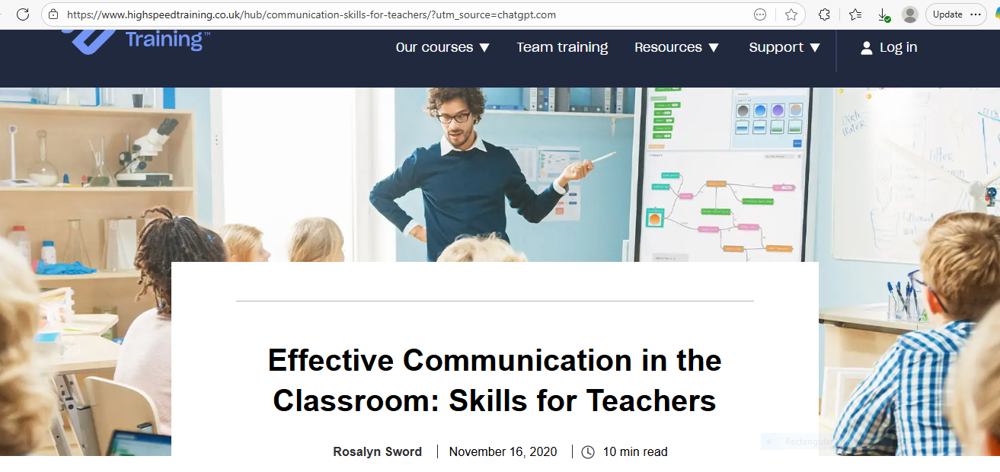 https://www.highspeedtraining.co.uk/hub/communication-skills-for-teachers/?utm_source=chatgpt.com
Update
Training™
Our courses ▼ Team training Resources ▼ Support ▼ Log in
Effective Communication in the
Classroom: Skills for Teachers
Rosalyn Sword | November 16, 2020 | 10 min read